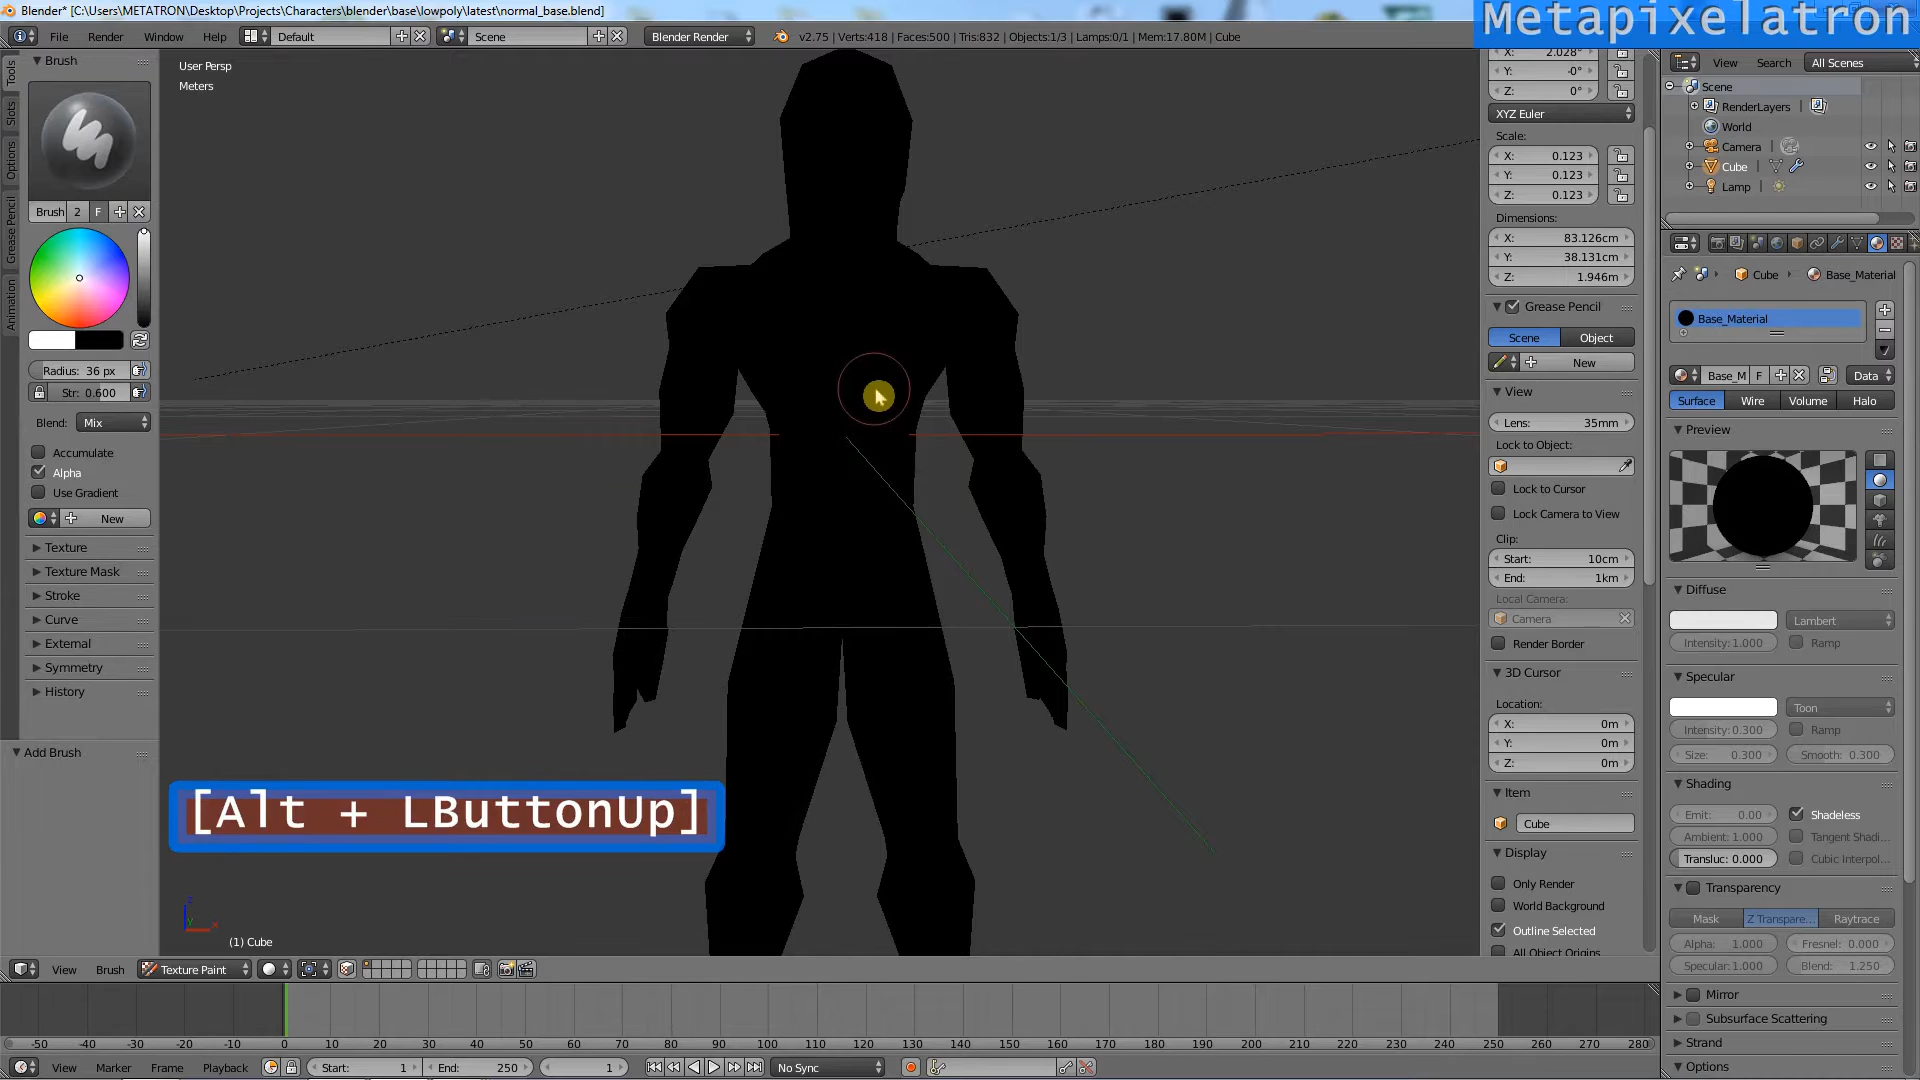 Blender* [C:\Users\METATRON\Desktop\Projects\Characters\blender\base\lowpoly\latest\normal_base.blend]
Metapixelatron
File Render Window Help Default Scene Blender Render v2.75 | Verts:418 | Faces:500 | Tris:832 | Objects:1/3 | Lamps:0/1 | Mem:17.80M | Cube
Tools
Slots
Options
Grease Pencil
Animation
Brush
Brush 2 F
Radius: 36 px
Str: 0.600
Blend: Mix
Accumulate
Alpha
Use Gradient
New
Texture
Texture Mask
Stroke
Curve
External
Symmetry
History
Add Brush
User Persp
Meters
[Alt + LButtonUp]
(1) Cube
X: 2.028°
Y: -0°
Z: 0°
XYZ Euler
Scale:
X: 0.123
Y: 0.123
Z: 0.123
Dimensions:
X: 83.126cm
Y: 38.131cm
Z: 1.946m
Grease Pencil
Scene Object
New
View
Lens: 35mm
Lock to Object:
Lock to Cursor
Lock Camera to View
Clip:
Start: 10cm
End: 1km
Local Camera:
Camera
Render Border
3D Cursor
Location:
X: 0m
Y: 0m
Z: 0m
Item
Cube
Display
Only Render
World Background
Outline Selected
All Object Origins
View Search All Scenes
Scene
RenderLayers
World
Camera
Cube
Lamp
Cube Base_Material
Base_Material
Base_M F Data
Surface Wire Volume Halo
Preview
Diffuse
Lambert
Intensity: 1.000 Ramp
Specular
Toon
Intensity: 0.300 Ramp
Size: 0.300 Smooth: 0.300
Shading
Emit: 0.00 Shadeless
Ambient: 1.000 Tangent Shadi...
Transluc: 0.000 Cubic Interpol...
Transparency
Mask Z Transpare... Raytrace
Alpha: 1.000 Fresnel: 0.000
Specular: 1.000 Blend: 1.250
Mirror
Subsurface Scattering
Strand
Options
View Brush Texture Paint
-50 -40 -30 -20 -10 0 10 20 30 40 50 60 70 80 90 100 110 120 130 140 150 160 170 180 190 200 210 220 230 240 250 260 270 280
View Marker Frame Playback Start: 1 End: 250 1 No Sync